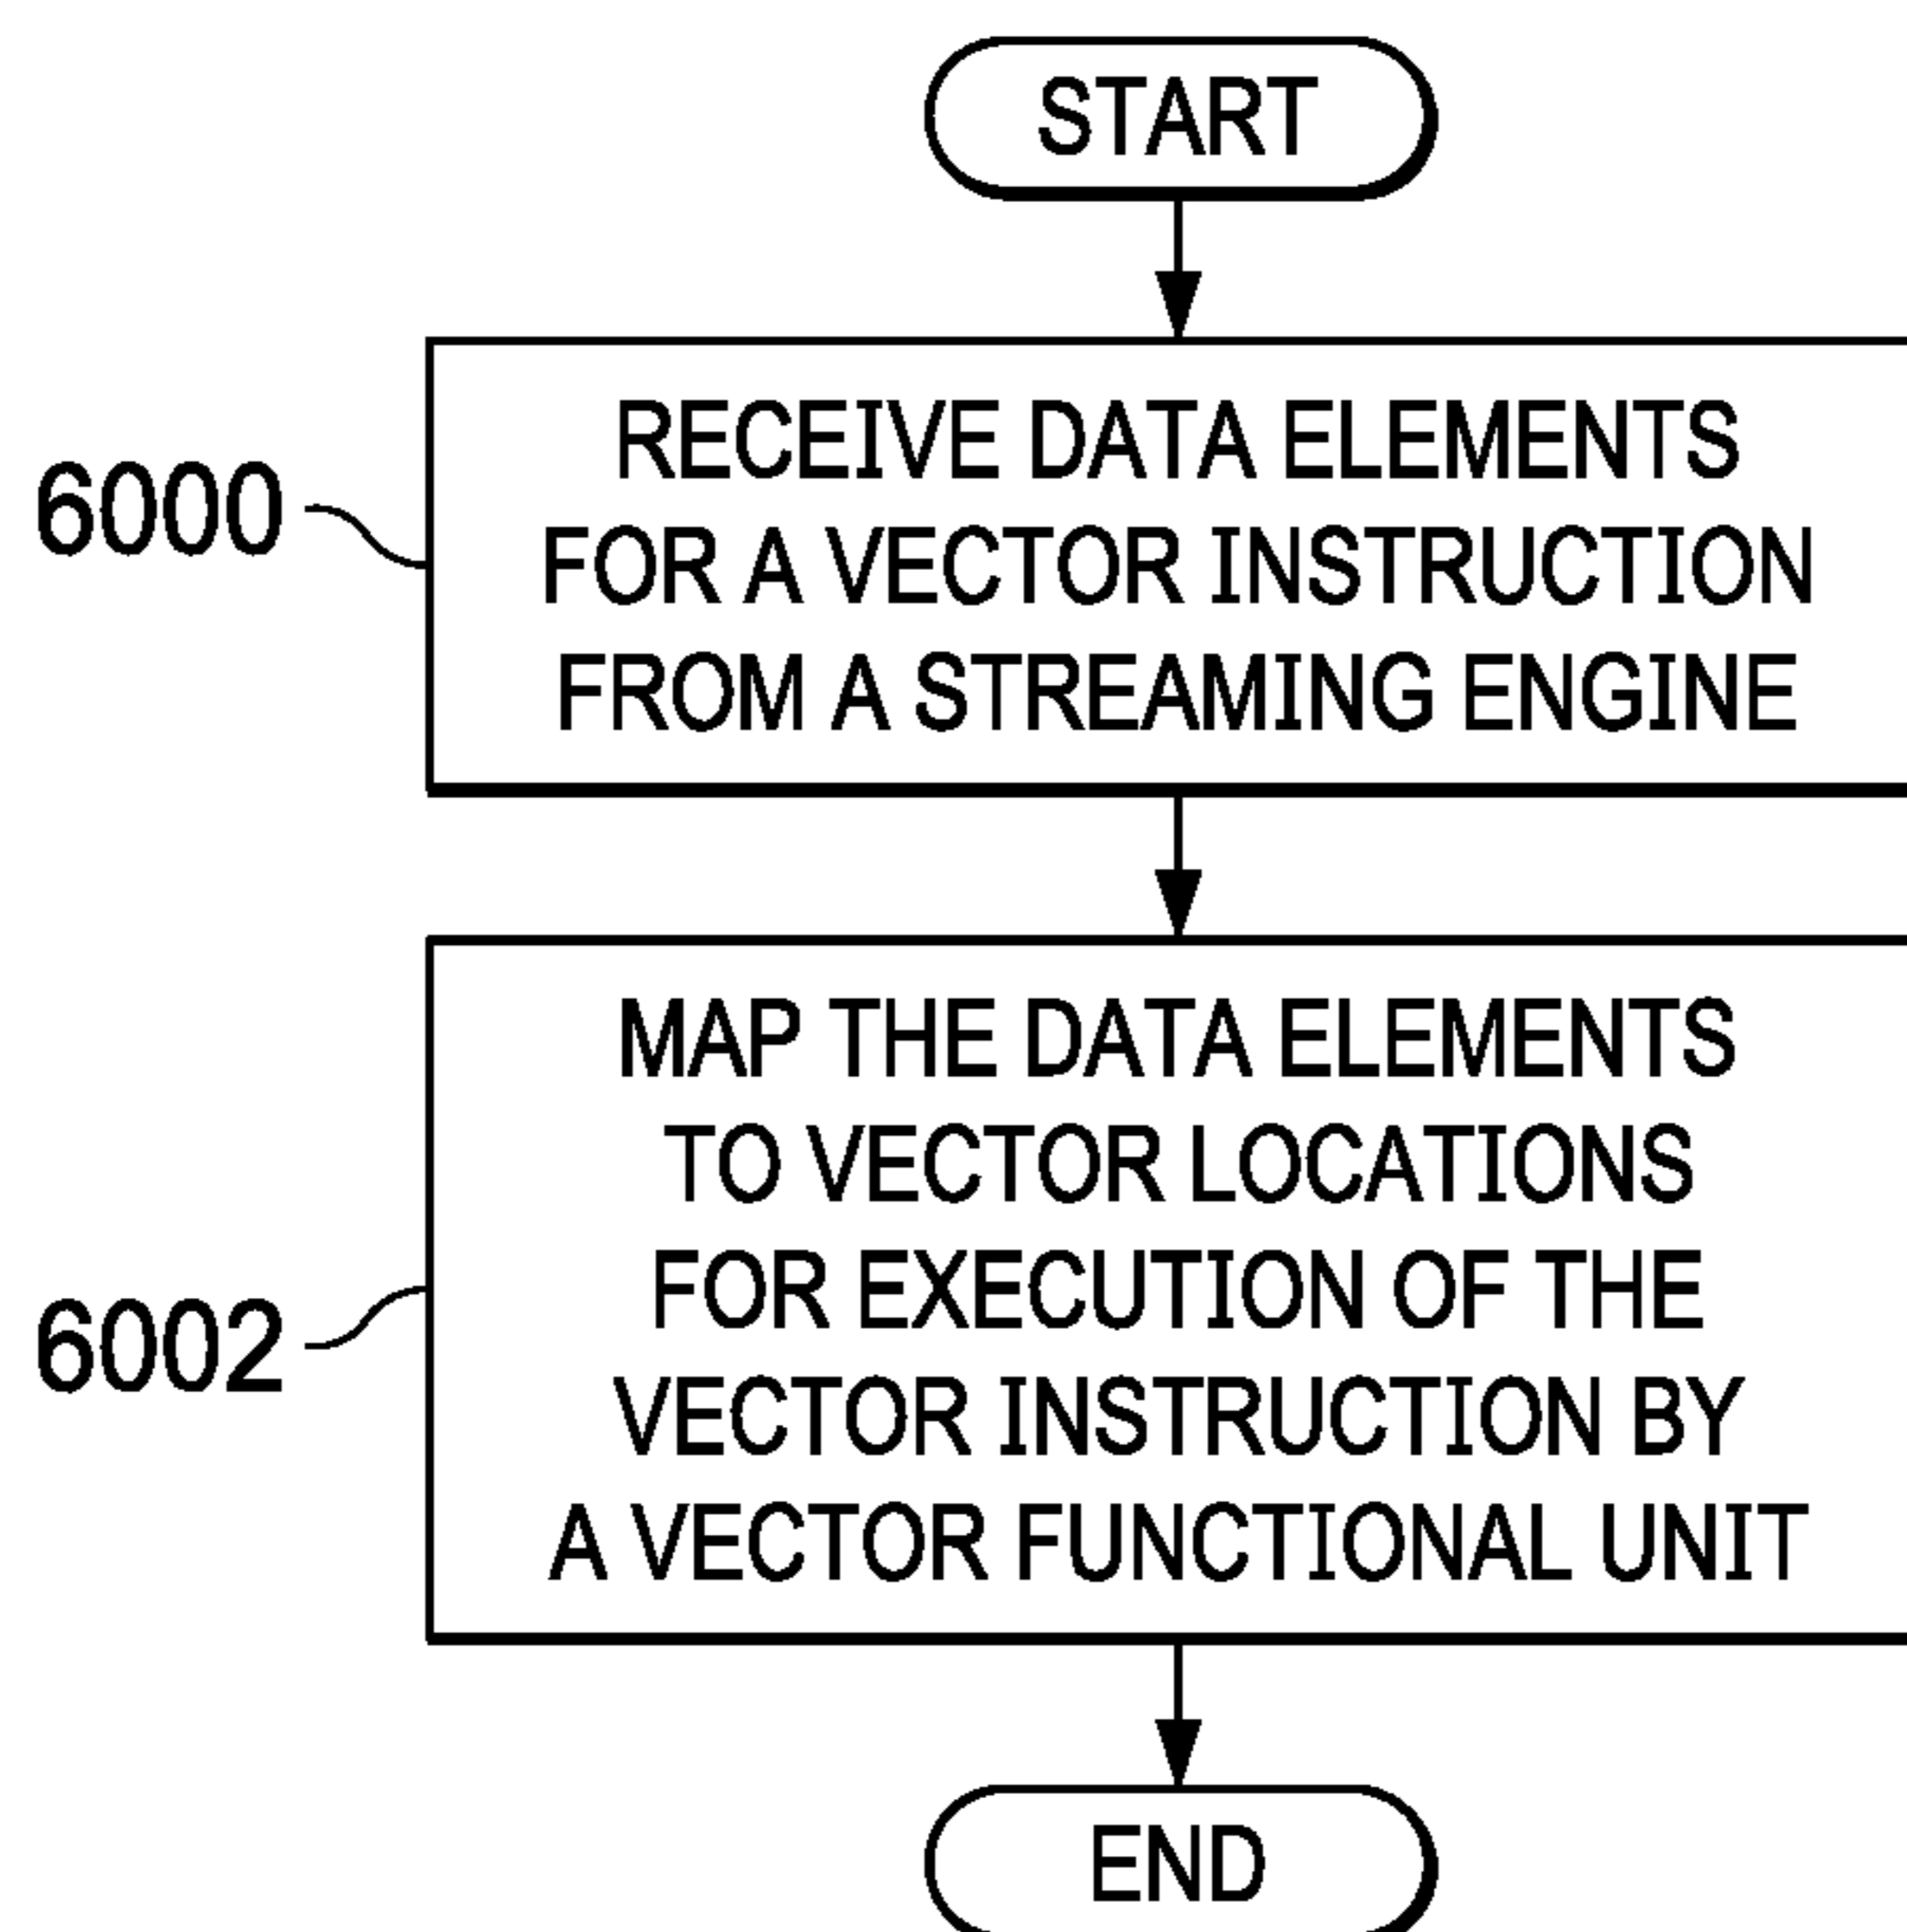 START
6000
RECEIVE DATA ELEMENTS
FOR A VECTOR INSTRUCTION
FROM A STREAMING ENGINE
6002
MAP THE DATA ELEMENTS
TO VECTOR LOCATIONS
FOR EXECUTION OF THE
VECTOR INSTRUCTION BY
A VECTOR FUNCTIONAL UNIT
END